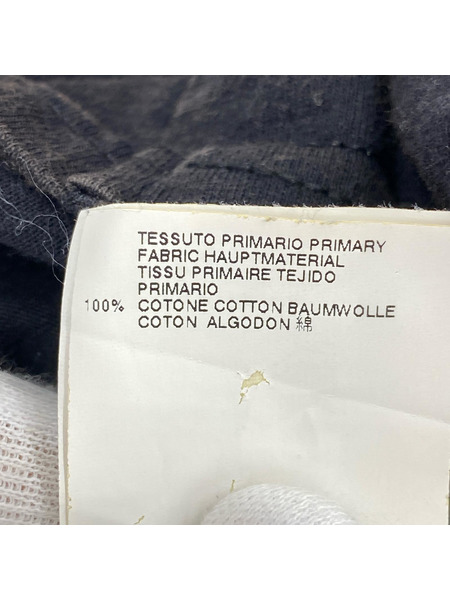 TESSUTO PRIMARIO PRIMARY
FABRIC HAUPTMATERIAL
TISSU PRIMAIRE TEJIDO
PRIMARIO
100% COTONE COTTON BAUMWOLLE
COTON ALGODON 綿